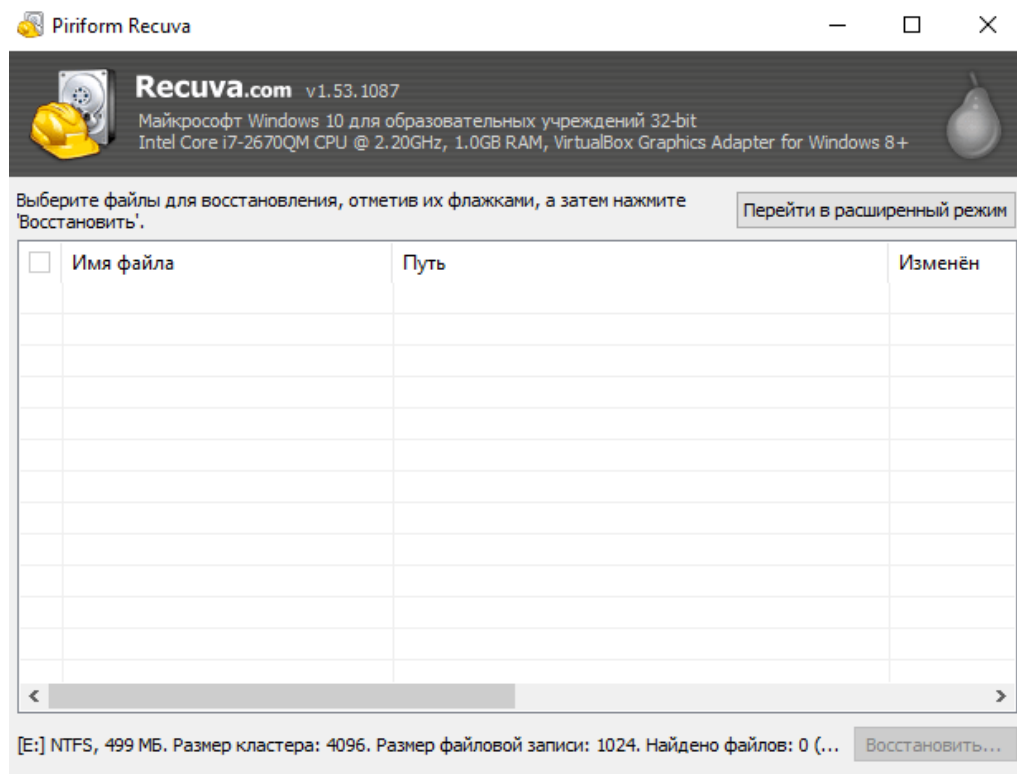 Piriform Recuva
Recuva.com v1.53.1087
Майкрософт Windows 10 для образовательных учреждений 32-bit
Intel Core i7-2670QM CPU @ 2.20GHz, 1.0GB RAM, VirtualBox Graphics Adapter for Windows 8+
Выберите файлы для восстановления, отметив их флажками, а затем нажмите
'Восстановить'.
Перейти в расширенный режим
Имя файла Путь Изменён
[E:] NTFS, 499 МБ. Размер кластера: 4096. Размер файловой записи: 1024. Найдено файлов: 0 (...
Восстановить...